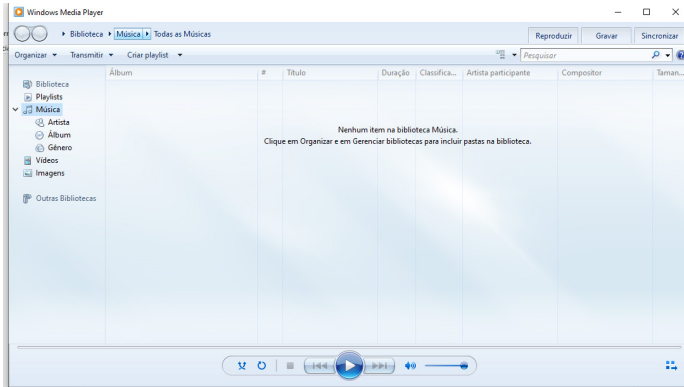 Windows Media Player
Biblioteca Música Todas as Músicas
Reproduzir Gravar Sincronizar
Organizar Transmitir Criar playlist Pesquisar
Álbum # Título Duração Classifica... Artista participante Compositor Taman...
Biblioteca
Playlists
Música
Artista
Álbum
Gênero
Vídeos
Imagens
Outras Bibliotecas
Nenhum item na biblioteca Música.
Clique em Organizar e em Gerenciar bibliotecas para incluir pastas na biblioteca.